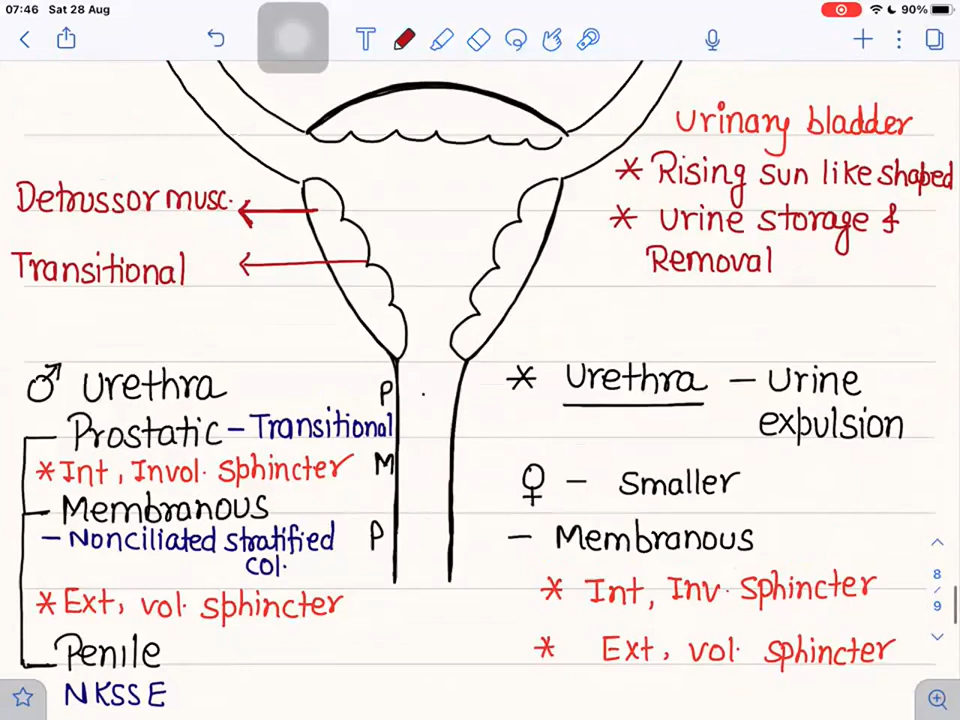 07:46 Sat 28 Aug
90%
T
urinary bladder
* Rising sun like shaped
* Urine storage &
Removal
Detrussor musc.
Transitional
♂ Urethra
P
Prostatic - Transitional
* Int, Invol. sphincter
M
Membranous
- Nonciliated stratified
col.
P
* Ext, vol. sphincter
Penile
NKSSE
* Urethra - Urine
expulsion
♀ - Smaller
- Membranous
* Int, Inv. sphincter
* Ext, vol. sphincter
8
/
9